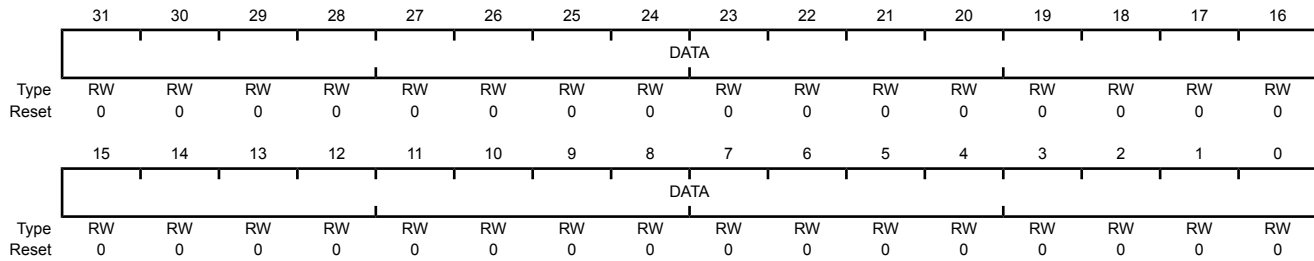 31 30 29 28 27 26 25 24 23 22 21 20 19 18 17 16
DATA
Type RW RW RW RW RW RW RW RW RW RW RW RW RW RW RW RW
Reset 0 0 0 0 0 0 0 0 0 0 0 0 0 0 0 0
15 14 13 12 11 10 9 8 7 6 5 4 3 2 1 0
DATA
Type RW RW RW RW RW RW RW RW RW RW RW RW RW RW RW RW
Reset 0 0 0 0 0 0 0 0 0 0 0 0 0 0 0 0